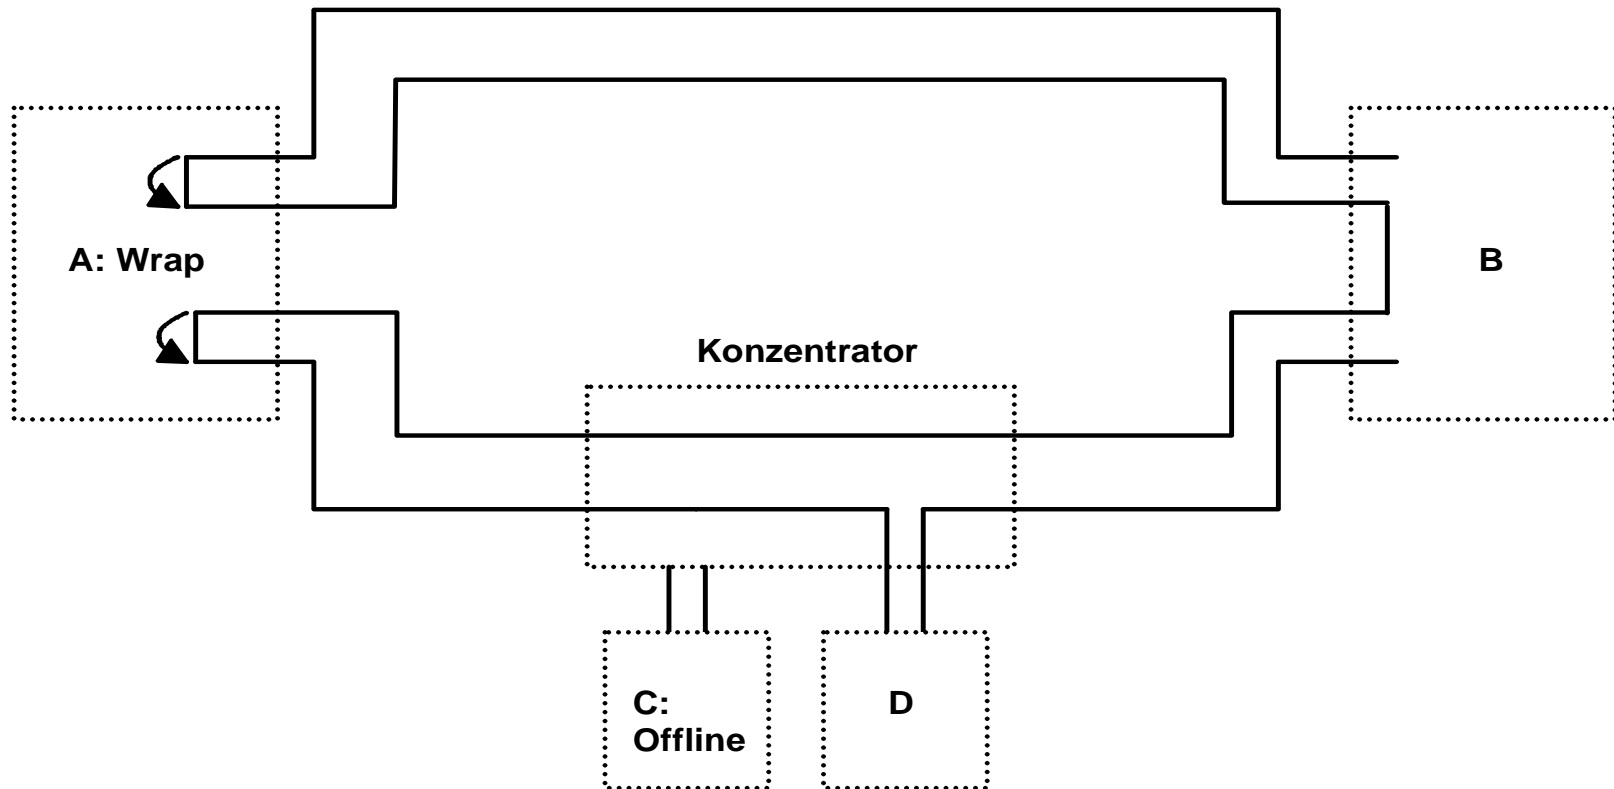 A: Wrap
B
Konzentrator
C:
Offline
D